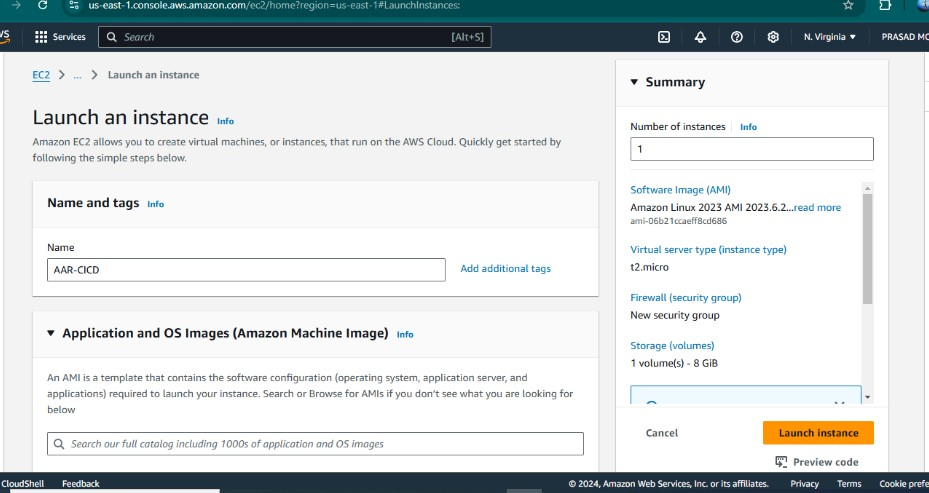 us-east-1.console.aws.amazon.com/ec2/home?region=us-east-1#LaunchInstances:
Services
Search
[Alt+S]
N. Virginia
PRASAD MO
EC2 > ... > Launch an instance
Launch an instance Info
Amazon EC2 allows you to create virtual machines, or instances, that run on the AWS Cloud. Quickly get started by
following the simple steps below.
Name and tags Info
Name
AAR-CICD
Add additional tags
Application and OS Images (Amazon Machine Image) Info
An AMI is a template that contains the software configuration (operating system, application server, and
applications) required to launch your instance. Search or Browse for AMIs if you don't see what you are looking for
below
Search our full catalog including 1000s of application and OS images
Summary
Number of instances Info
1
Software Image (AMI)
Amazon Linux 2023 AMI 2023.6.2...read more
ami-06b21ccaeff8cd686
Virtual server type (instance type)
t2.micro
Firewall (security group)
New security group
Storage (volumes)
1 volume(s) - 8 GiB
Cancel
Launch instance
Preview code
CloudShell
Feedback
© 2024, Amazon Web Services, Inc. or its affiliates.
Privacy
Terms
Cookie prefe